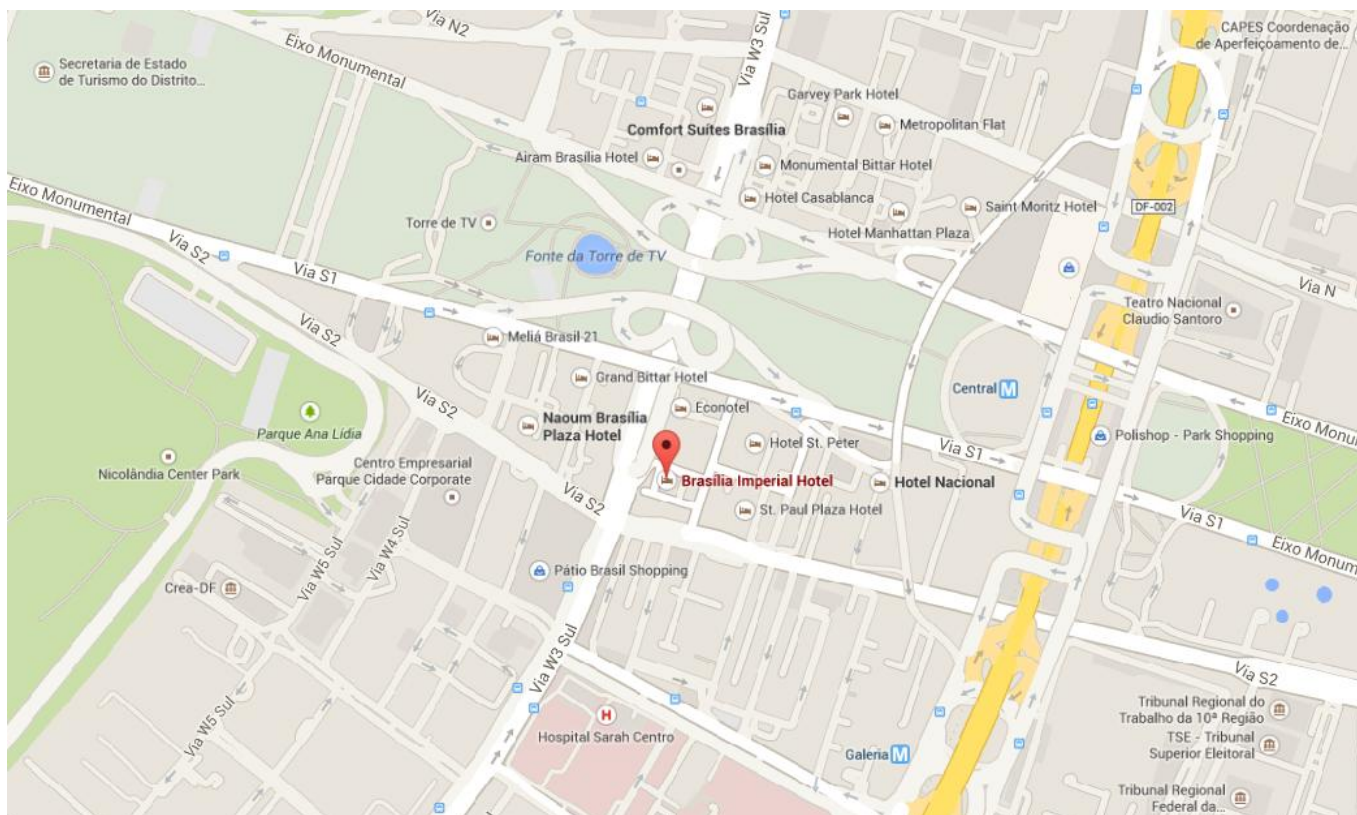 Via N2
Eixo Monumental
Via W3 Sul
CAPES Coordenação
de Aperfeiçoamento de...
Secretaria de Estado
de Turismo do Distrito...
Garvey Park Hotel
Comfort Suítes Brasília
Metropolitan Flat
Airam Brasília Hotel
Monumental Bittar Hotel
Eixo Monumental
Hotel Casablanca
Saint Moritz Hotel
DF-002
Torre de TV
Hotel Manhattan Plaza
Via S2
Fonte da Torre de TV
Via S1
Via N
Teatro Nacional
Claudio Santoro
Via S2
Meliá Brasil 21
Grand Bittar Hotel
Central M
Via S2
Econotel
Eixo Monum
Naoum Brasília
Plaza Hotel
Parque Ana Lídia
Hotel St. Peter
Via S1
Polishop - Park Shopping
Nicolândia Center Park
Centro Empresarial
Parque Cidade Corporate
Brasília Imperial Hotel
Hotel Nacional
Via S2
St. Paul Plaza Hotel
Via S1
Eixo Monum
Via W4 Sul
Via W5 Sul
Pátio Brasil Shopping
Crea-DF
Via W3 Sul
Via S2
Via W5 Sul
H
Hospital Sarah Centro
Galeria M
Tribunal Regional do
Trabalho da 10ª Região
TSE - Tribunal
Superior Eleitoral
Tribunal Regional
Federal da...